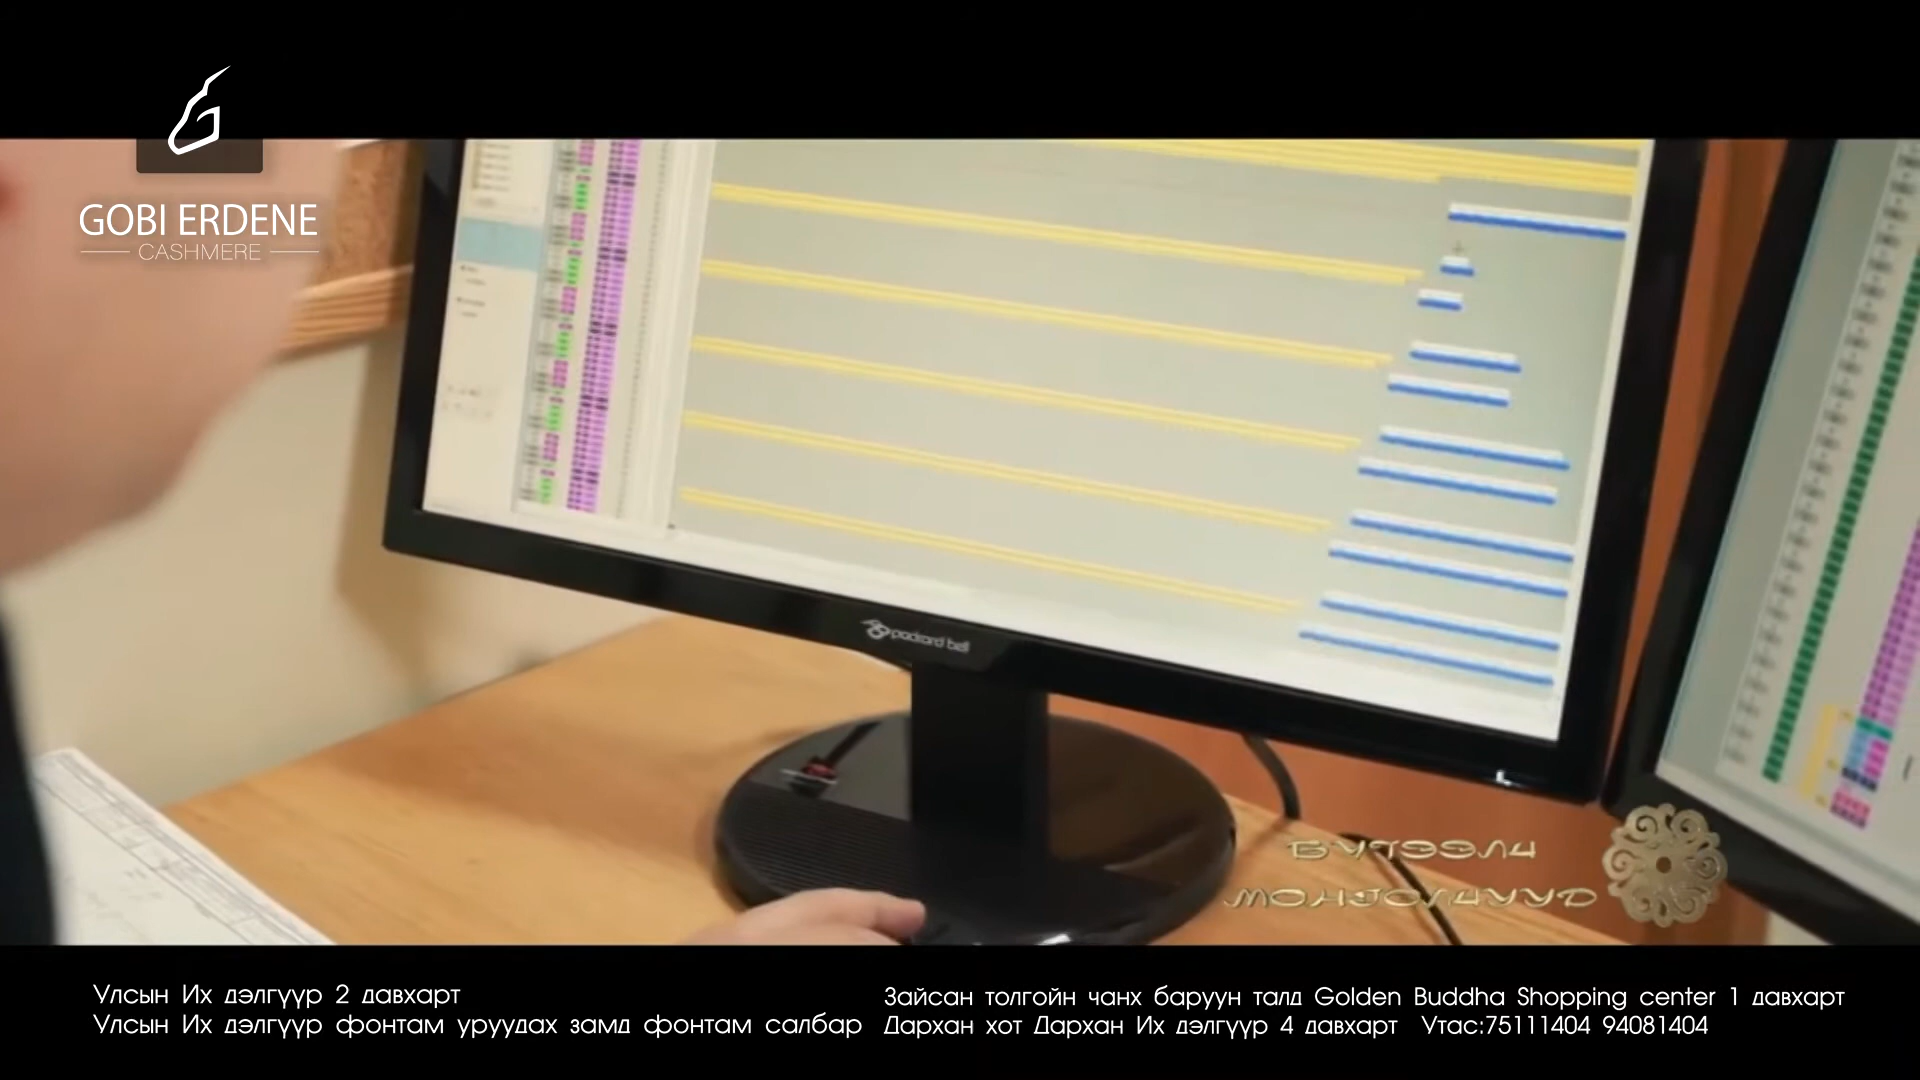 GOBI ERDENE
CASHMERE
packard bell
БҮТЭЭЛЧ
МОНГОЛЧУУД
Улсын Их дэлгүүр 2 давхарт
Улсын Их дэлгүүр фонтам уруудах замд фонтам салбар
Зайсан толгойн чанх баруун талд Golden Buddha Shopping center 1 давхарт
Дархан хот Дархан Их дэлгүүр 4 давхарт Утас:75111404 94081404